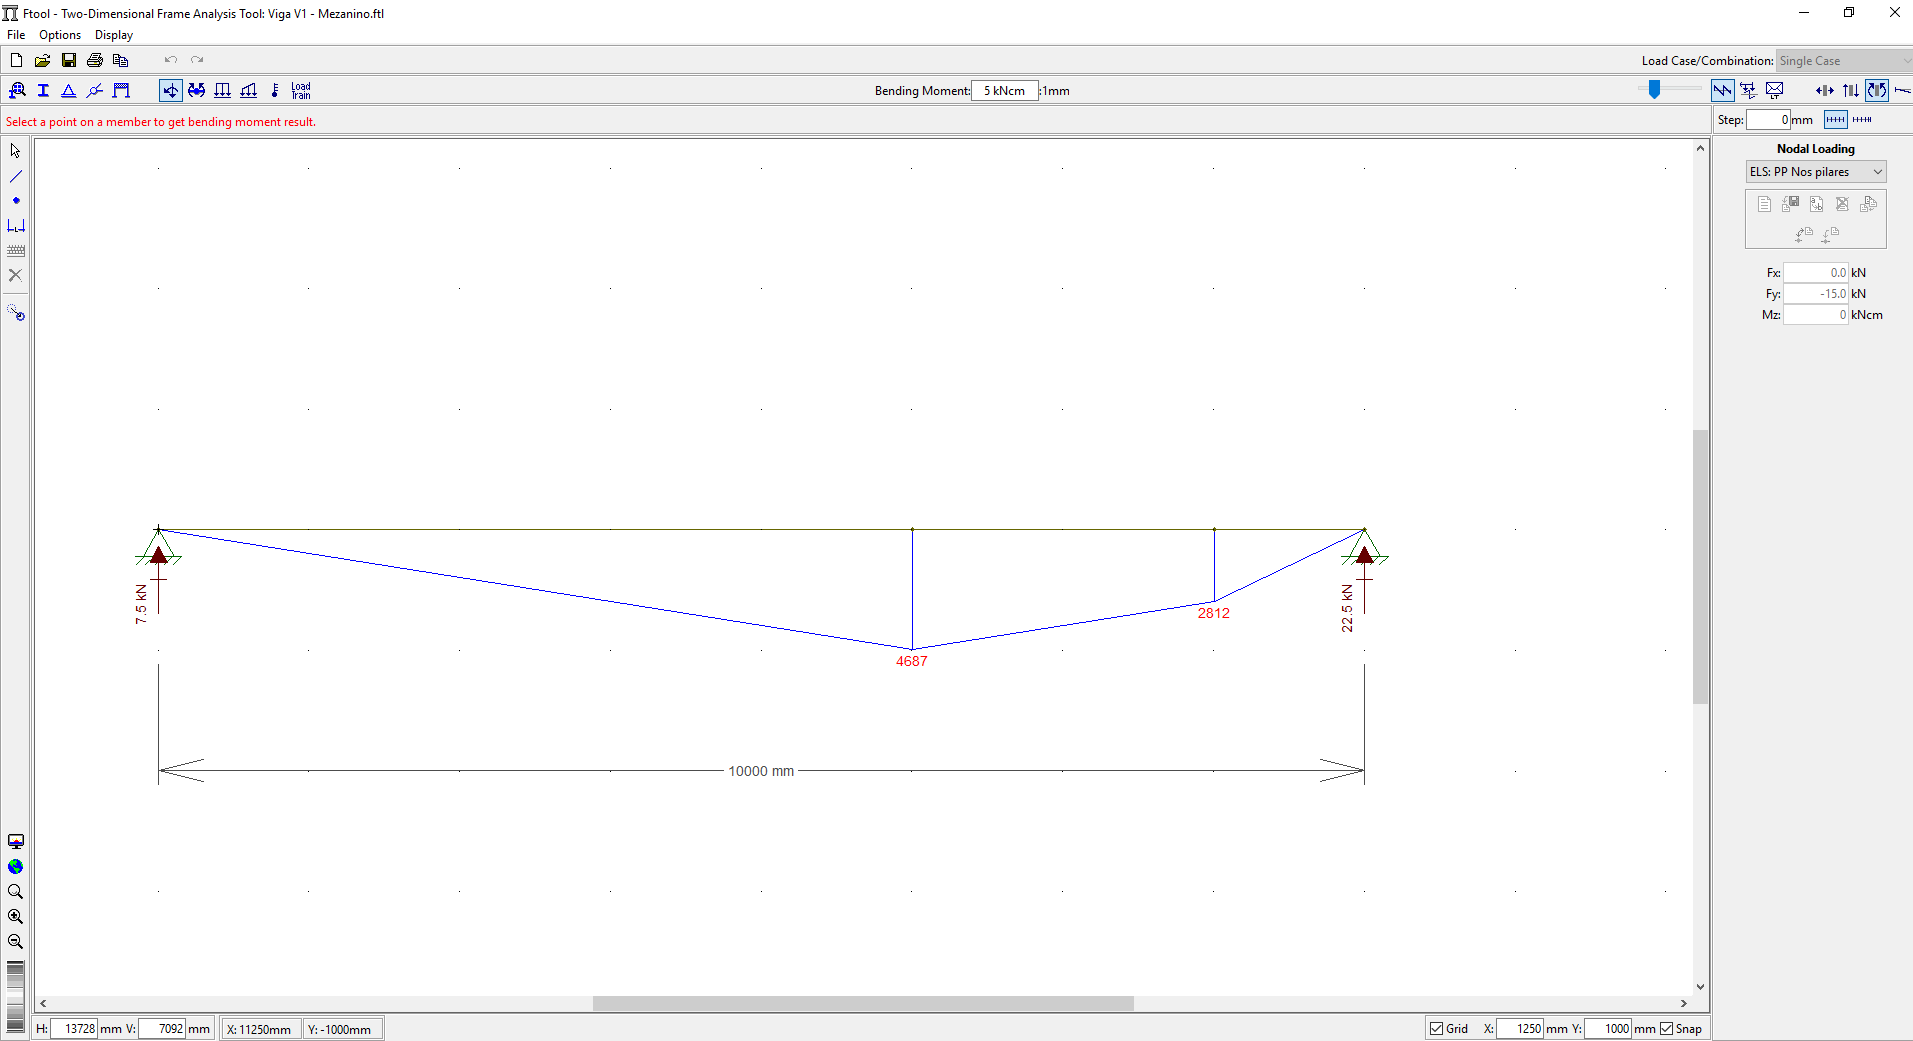 Ftool - Two-Dimensional Frame Analysis Tool: Viga V1 - Mezanino.ftl
File Options Display
Load Case/Combination: Single Case
Load Train
Bending Moment: 5 kNcm :1mm
Select a point on a member to get bending moment result.
Step: 0 mm
Nodal Loading
ELS: PP Nos pilares
Fx: 0.0 kN
Fy: -15.0 kN
Mz: 0 kNcm
7.5 kN
22.5 kN
2812
4687
10000 mm
H: 13728 mm V: 7092 mm X: 11250mm Y: -1000mm Grid X: 1250 mm Y: 1000 mm Snap